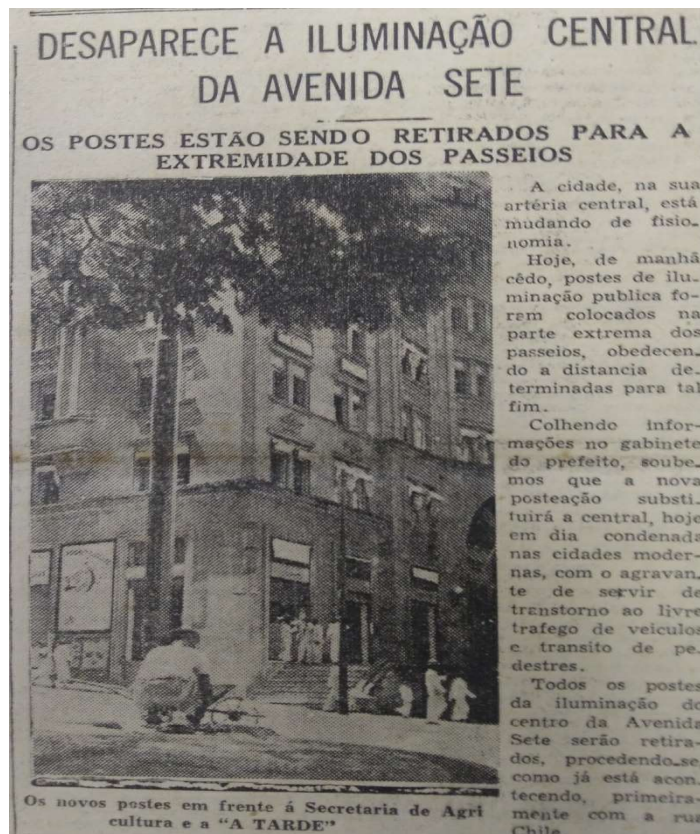 DESAPARECE A ILUMINAÇÃO CENTRAL
DA AVENIDA SETE
OS POSTES ESTÃO SENDO RETIRADOS PARA A
EXTREMIDADE DOS PASSEIOS
A cidade, na sua
artéria central, está
mudando de fisio-
nomia.
Hoje, de manhã
cêdo, postes de ilu-
minação publica fo-
rem colocados na
parte extrema dos
passeios, obedecen-
do a distancia de-
terminadas para tal
fim.
Colhendo infor-
mações no gabinete
do prefeito, soube-
mos que a nova
posteação substi-
tuirá a central, hoje
em dia condenada
nas cidades moder-
nas, com o agravan-
te de servir de
transtorno ao livre
trafego de veiculos
e transito de pe-
destres.
Todos os postes
da iluminação do
centro da Avenida
Sete serão retira-
dos, procedendo-se
como já está acon-
tecendo, primeira-
mente com a rua
Chile
Os novos postes em frente á Secretaria de Agri
cultura e a "A TARDE"